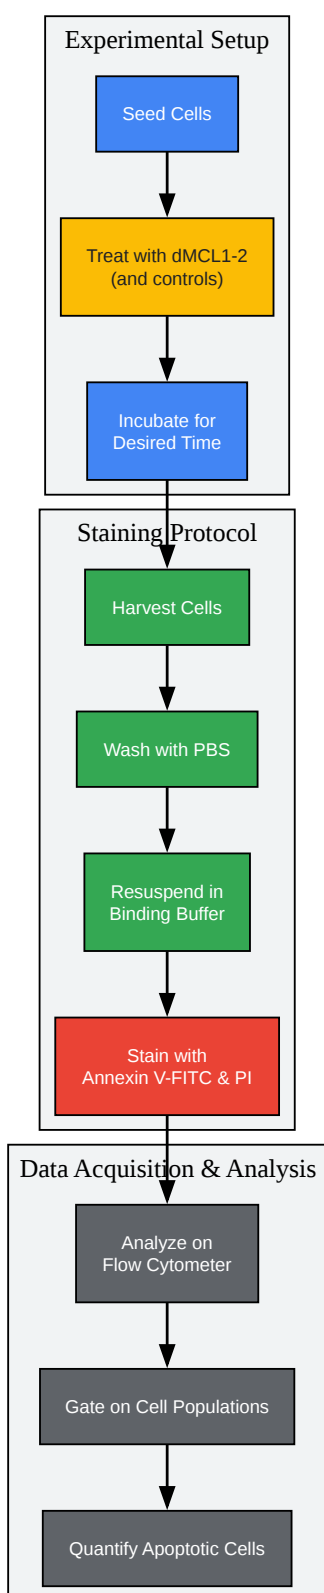 Experimental Setup
Seed Cells
Treat with dMCL1-2
(and controls)
Incubate for
Desired Time
Staining Protocol
Harvest Cells
Wash with PBS
Resuspend in
Binding Buffer
Stain with
Annexin V-FITC & PI
Data Acquisition & Analysis
Analyze on
Flow Cytometer
Gate on Cell Populations
Quantify Apoptotic Cells